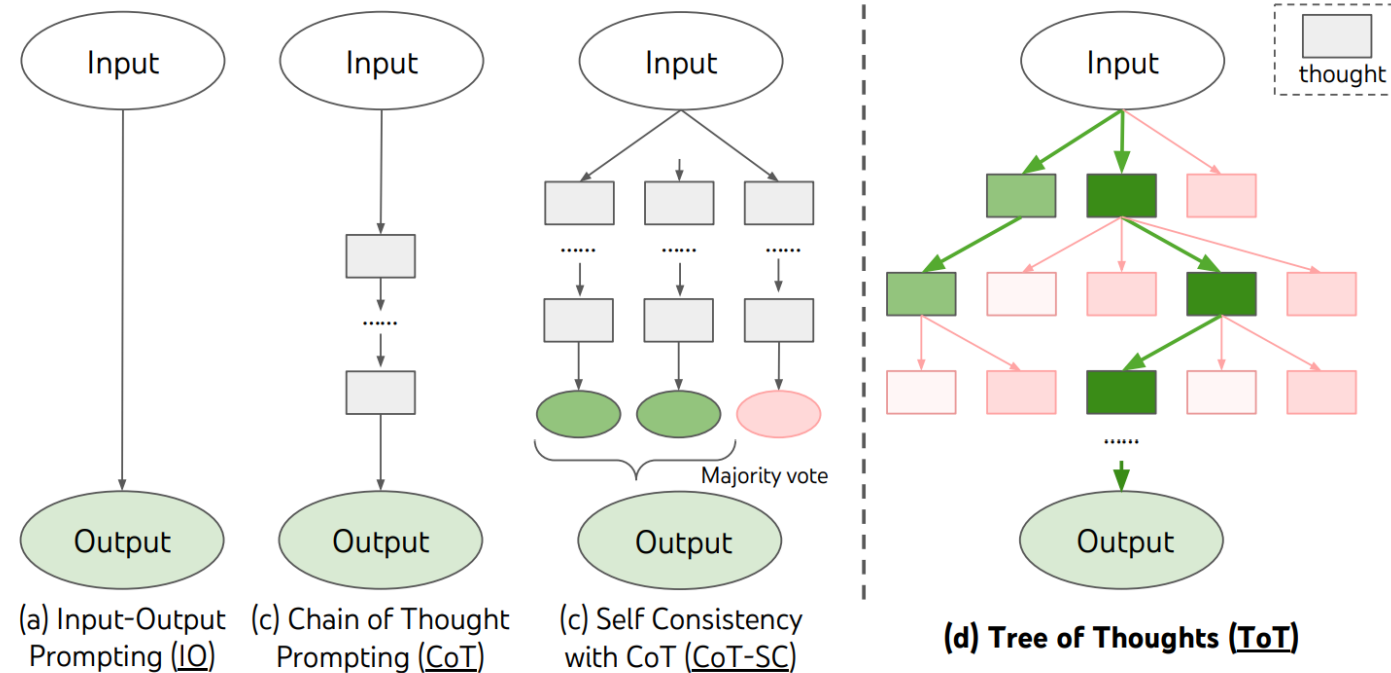 Input
Input
Input
Input
thought
......
......
......
......
......
Majority vote
Output
Output
Output
Output
(a) Input-Output
Prompting (IO)
(c) Chain of Thought
Prompting (CoT)
(c) Self Consistency
with CoT (CoT-SC)
(d) Tree of Thoughts (ToT)